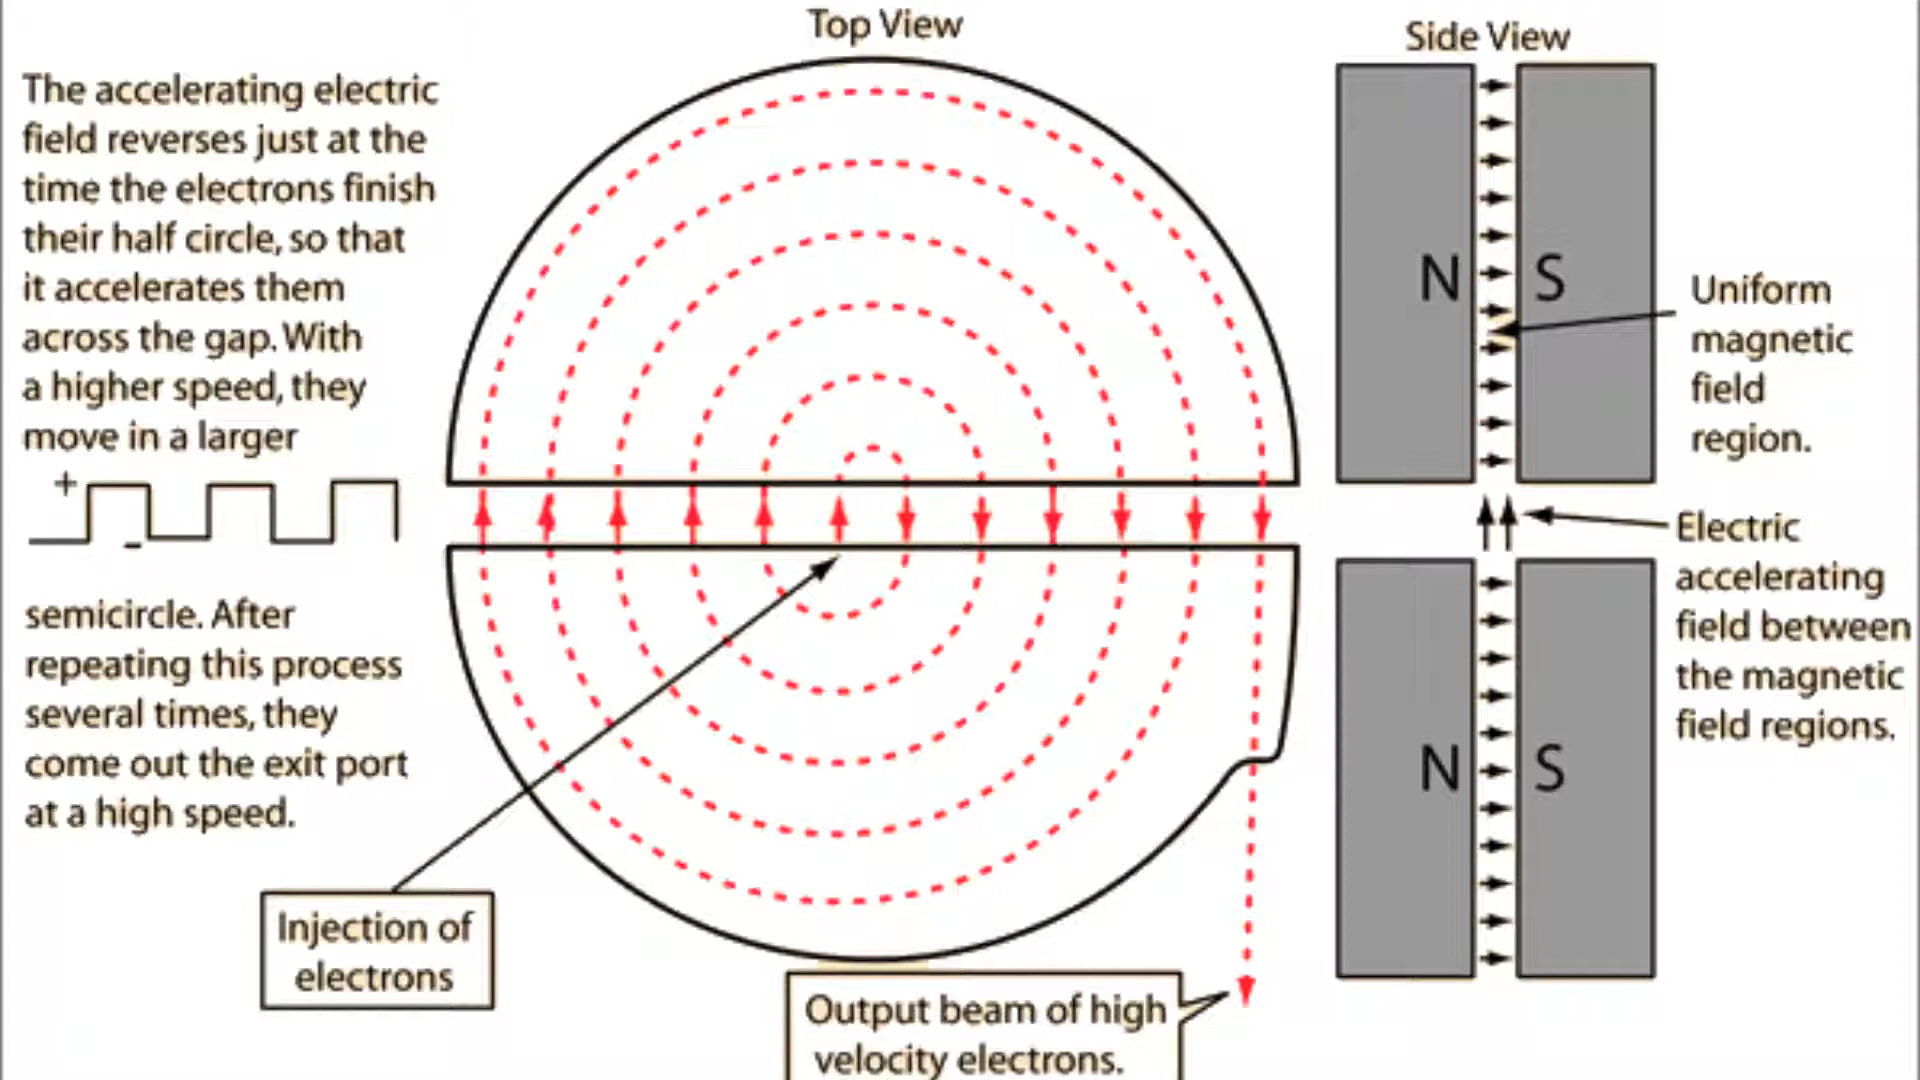 Top View
Side View
The accelerating electric
field reverses just at the
time the electrons finish
their half circle, so that
it accelerates them
across the gap. With
a higher speed, they
move in a larger
+
-
semicircle. After
repeating this process
several times, they
come out the exit port
at a high speed.
Injection of
electrons
Output beam of high
velocity electrons.
N S
Uniform
magnetic
field
region.
Electric
accelerating
field between
the magnetic
field regions.
N S